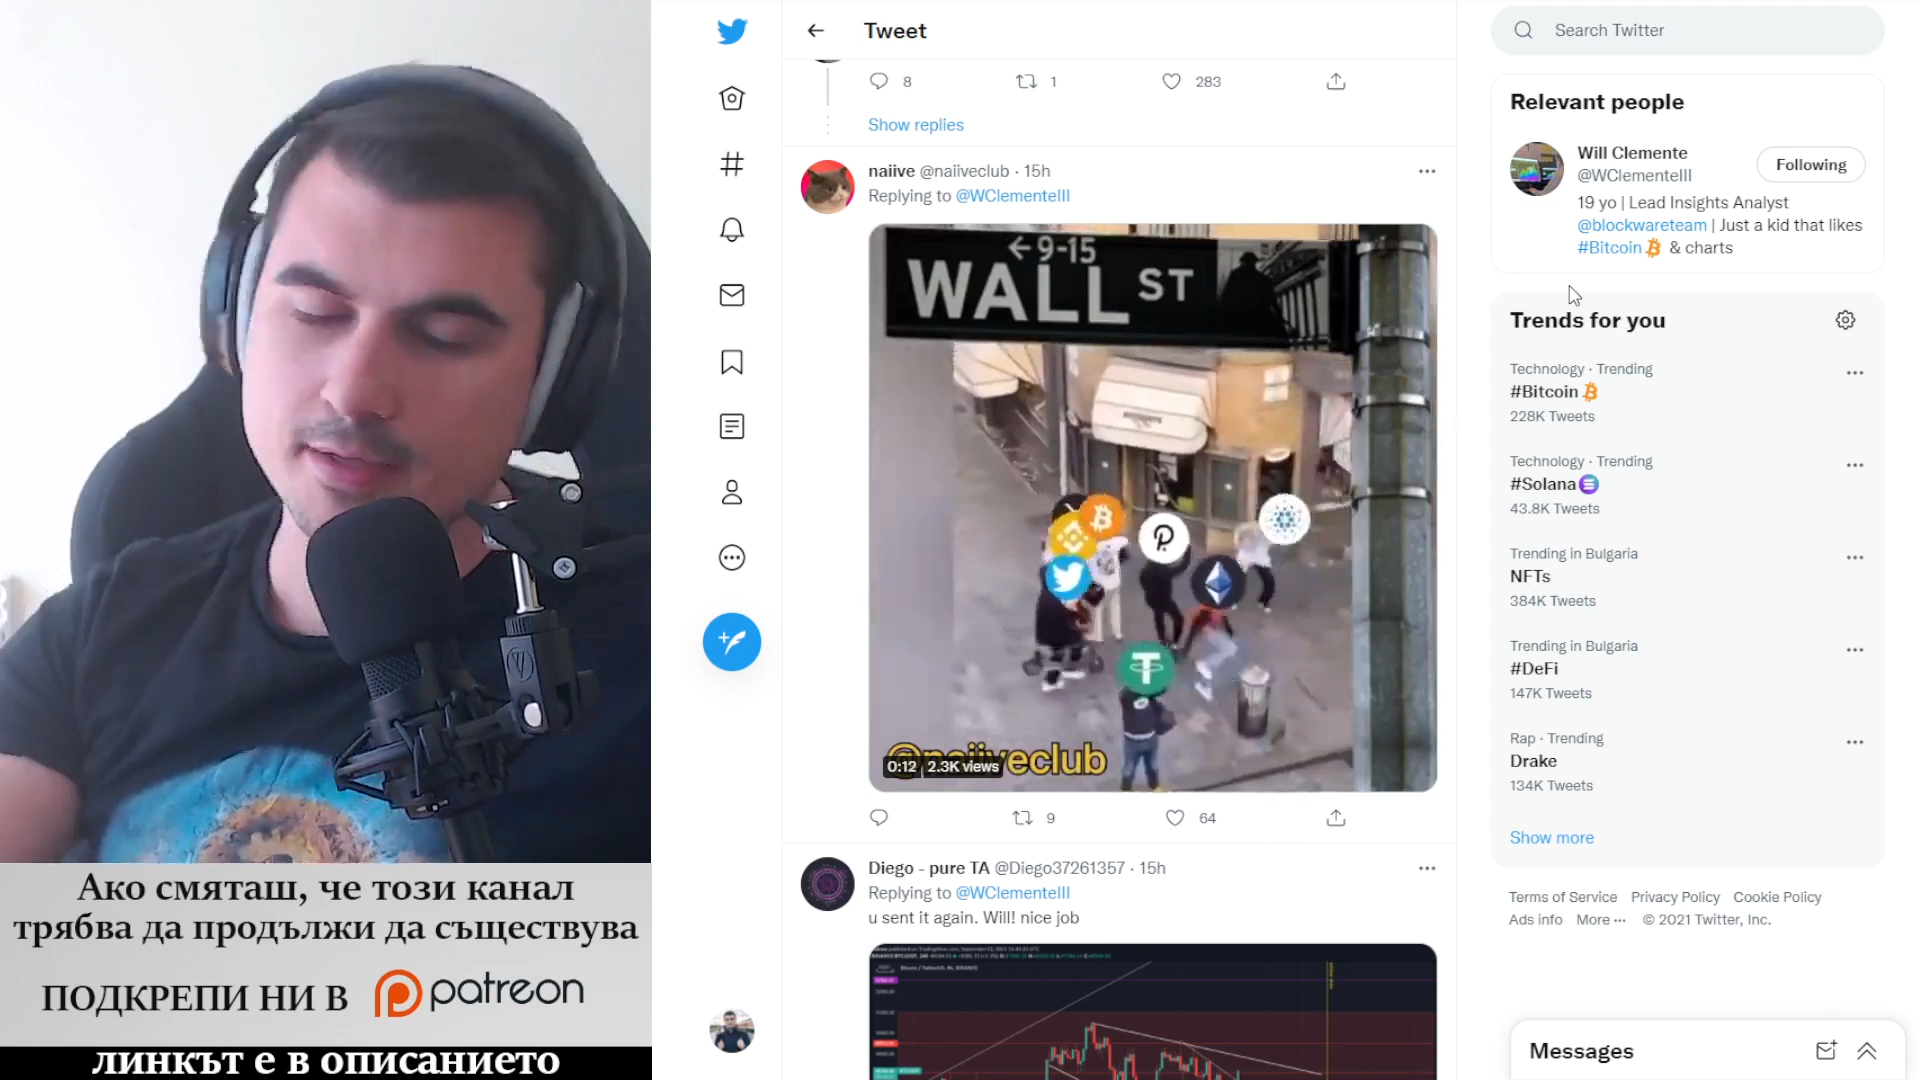 Tweet
8
1
283
Show replies
naiive @naiiveclub · 15h
Replying to @WClementeIII
←9-15
WALL ST
@naiiveclub
0:12 2.3K views
9
64
Diego - pure TA @Diego37261357 · 15h
Replying to @WClementeIII
u sent it again. Will! nice job
Search Twitter
Relevant people
Will Clemente
@WClementeIII
Following
19 yo | Lead Insights Analyst
@blockwareteam | Just a kid that likes
#Bitcoin & charts
Trends for you
Technology · Trending
#Bitcoin
228K Tweets
Technology · Trending
#Solana
43.8K Tweets
Trending in Bulgaria
NFTs
384K Tweets
Trending in Bulgaria
#DeFi
147K Tweets
Rap · Trending
Drake
134K Tweets
Show more
Terms of Service Privacy Policy Cookie Policy
Ads info More ··· © 2021 Twitter, Inc.
Messages
Ако смяташ, че този канал
трябва да продължи да съществува
ПОДКРЕПИ НИ В patreon
линкът е в описанието